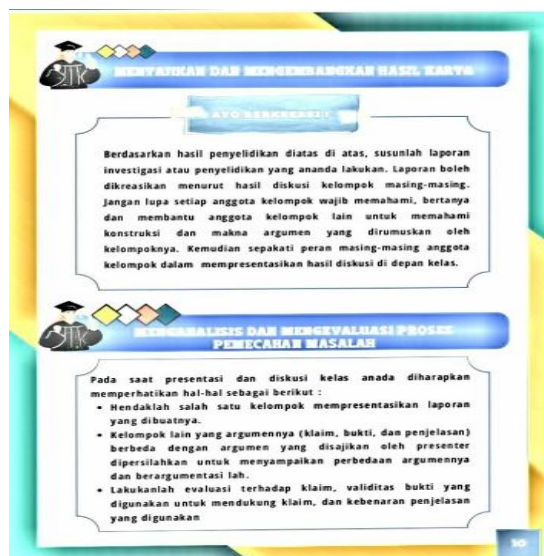 MENYAJIKAN DAN MENGEMBANGKAN HASIL KARYA
AYO BERKREASI !
Berdasarkan hasil penyelidikan diatas di atas, susunlah laporan
investigasi atau penyelidikan yang ananda lakukan. Laporan boleh
dikreasikan menurut hasil diskusi kelompok masing-masing.
Jangan lupa setiap anggota kelompok wajib memahami, bertanya
dan membantu anggota kelompok lain untuk memahami
konstruksi dan makna argumen yang dirumuskan oleh
kelompoknya. Kemudian sepakati peran masing-masing anggota
kelompok dalam mempresentasikan hasil diskusi di depan kelas.
MENGANALISIS DAN MENGEVALUASI PROSES
PEMECAHAN MASALAH
Pada saat presentasi dan diskusi kelas anada diharapkan
memperhatikan hal-hal sebagai berikut :
• Hendaklah salah satu kelompok mempresentasikan laporan
yang dibuatnya.
• Kelompok lain yang argumennya (klaim, bukti, dan penjelasan)
berbeda dengan argumen yang disajikan oleh presenter
dipersilahkan untuk menyampaikan perbedaan argumennya
dan berargumentasi lah.
• Lakukanlah evaluasi terhadap klaim, validitas bukti yang
digunakan untuk mendukung klaim, dan kebenaran penjelasan
yang digunakan